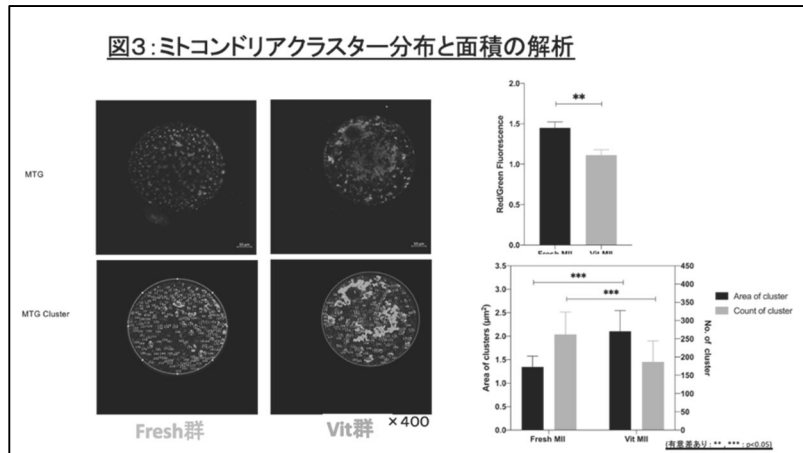 図3:ミトコンドリアクラスター分布と面積の解析
MTG
MTG Cluster
Fresh群
Vit群
×400
2.0
1.5
1.0
0.5
0.0
Red/Green Fluorescence
**
Fresh MII
Vit MII
3.5
3.0
2.5
2.0
1.5
1.0
0.5
0.0
Area of clusters (μm²)
***
***
450
400
350
300
250
200
150
100
50
0
No. of cluster
Fresh MII
Vit MII
Area of cluster
Count of cluster
(有意差あり:**, ***:p<0.05)